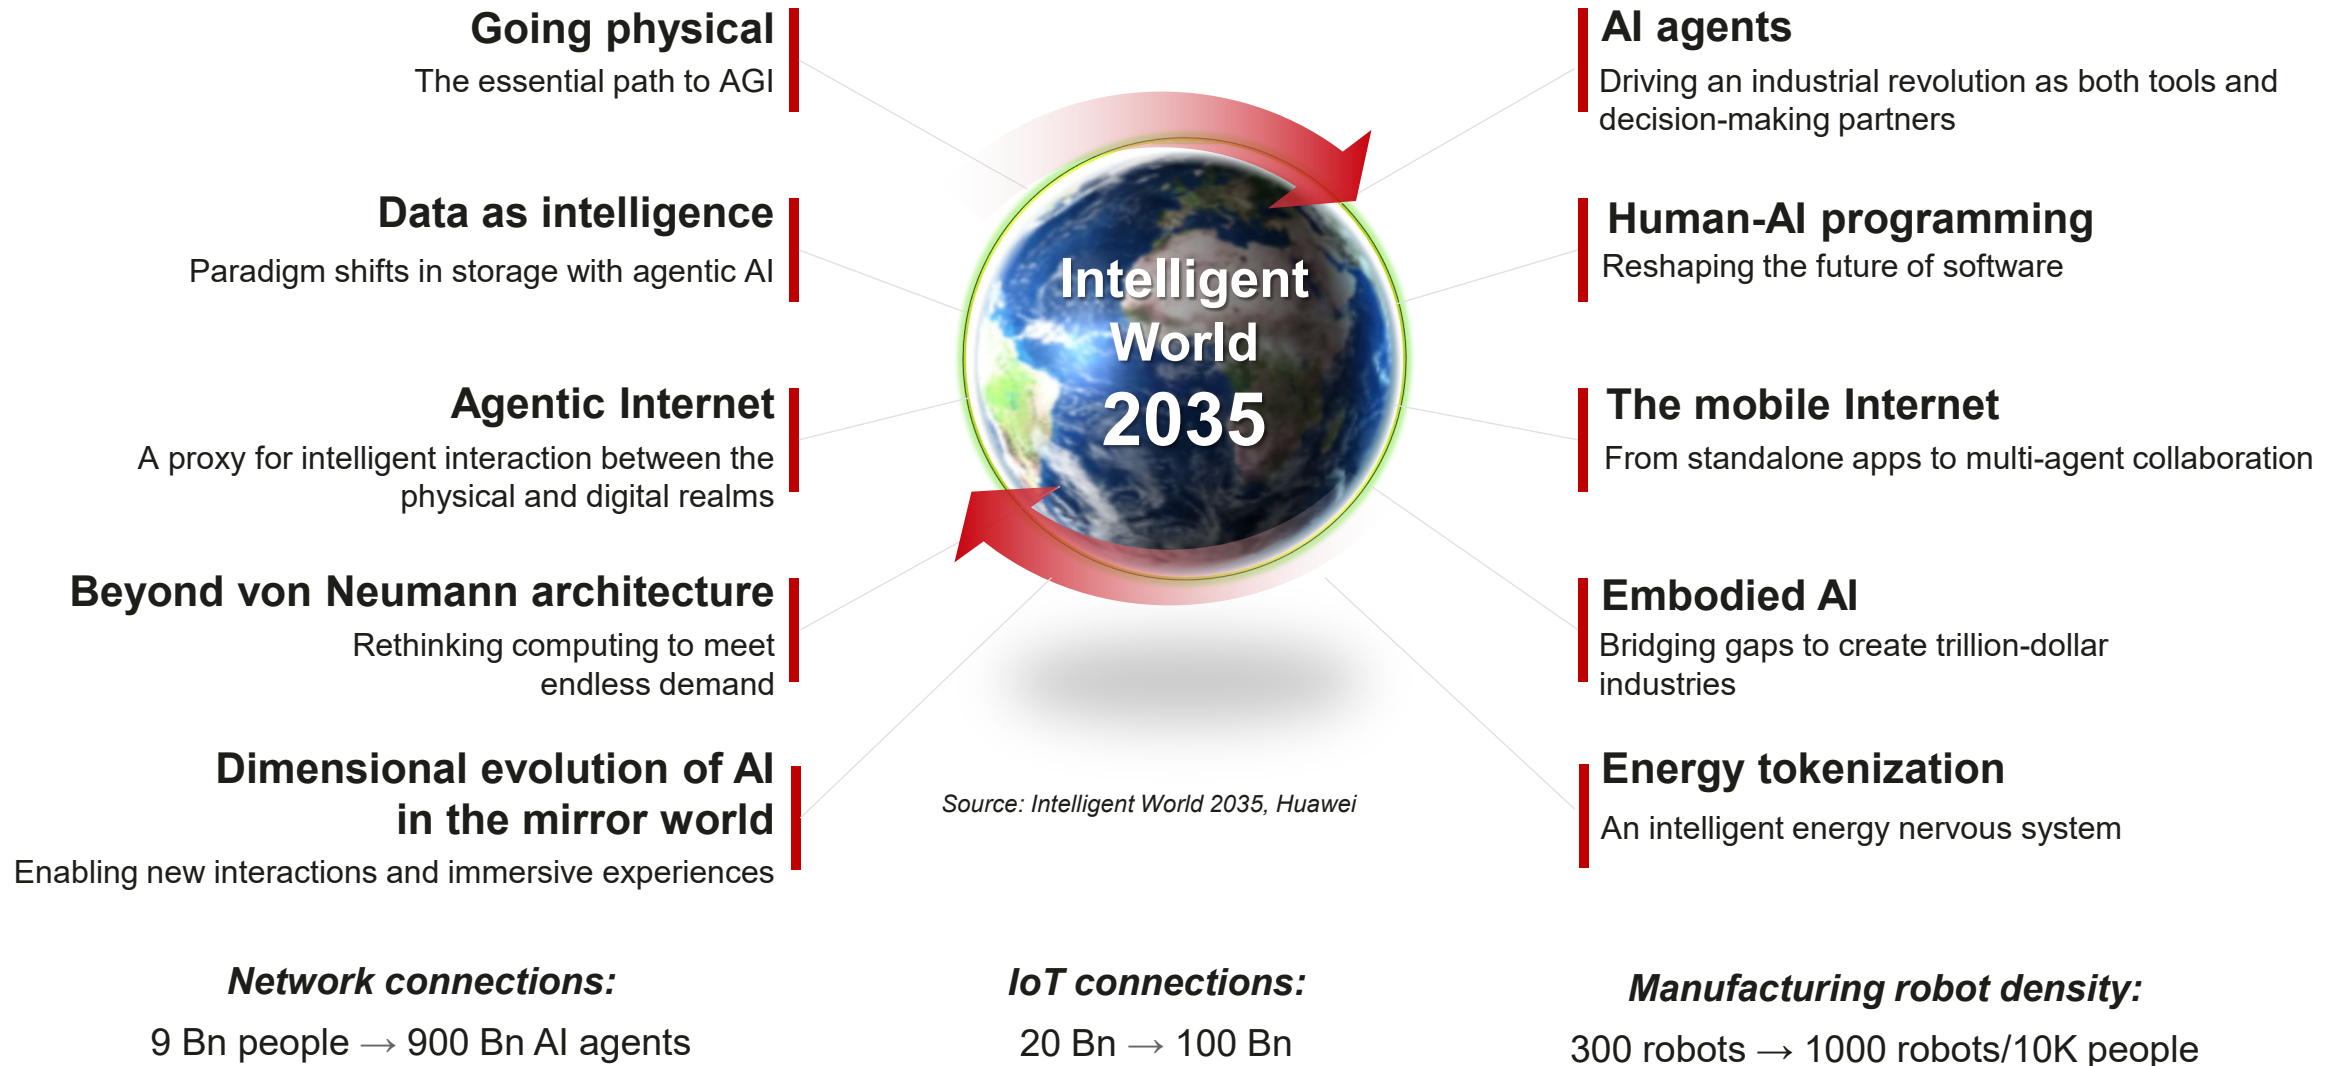 Going physical
The essential path to AGI
Data as intelligence
Paradigm shifts in storage with agentic AI
Agentic Internet
A proxy for intelligent interaction between the
physical and digital realms
Beyond von Neumann architecture
Rethinking computing to meet
endless demand
Dimensional evolution of AI
in the mirror world
Enabling new interactions and immersive experiences
Intelligent
World
2035
Source: Intelligent World 2035, Huawei
AI agents
Driving an industrial revolution as both tools and
decision-making partners
Human-AI programming
Reshaping the future of software
The mobile Internet
From standalone apps to multi-agent collaboration
Embodied AI
Bridging gaps to create trillion-dollar
industries
Energy tokenization
An intelligent energy nervous system
Network connections:
9 Bn people → 900 Bn AI agents
IoT connections:
20 Bn → 100 Bn
Manufacturing robot density:
300 robots → 1000 robots/10K people